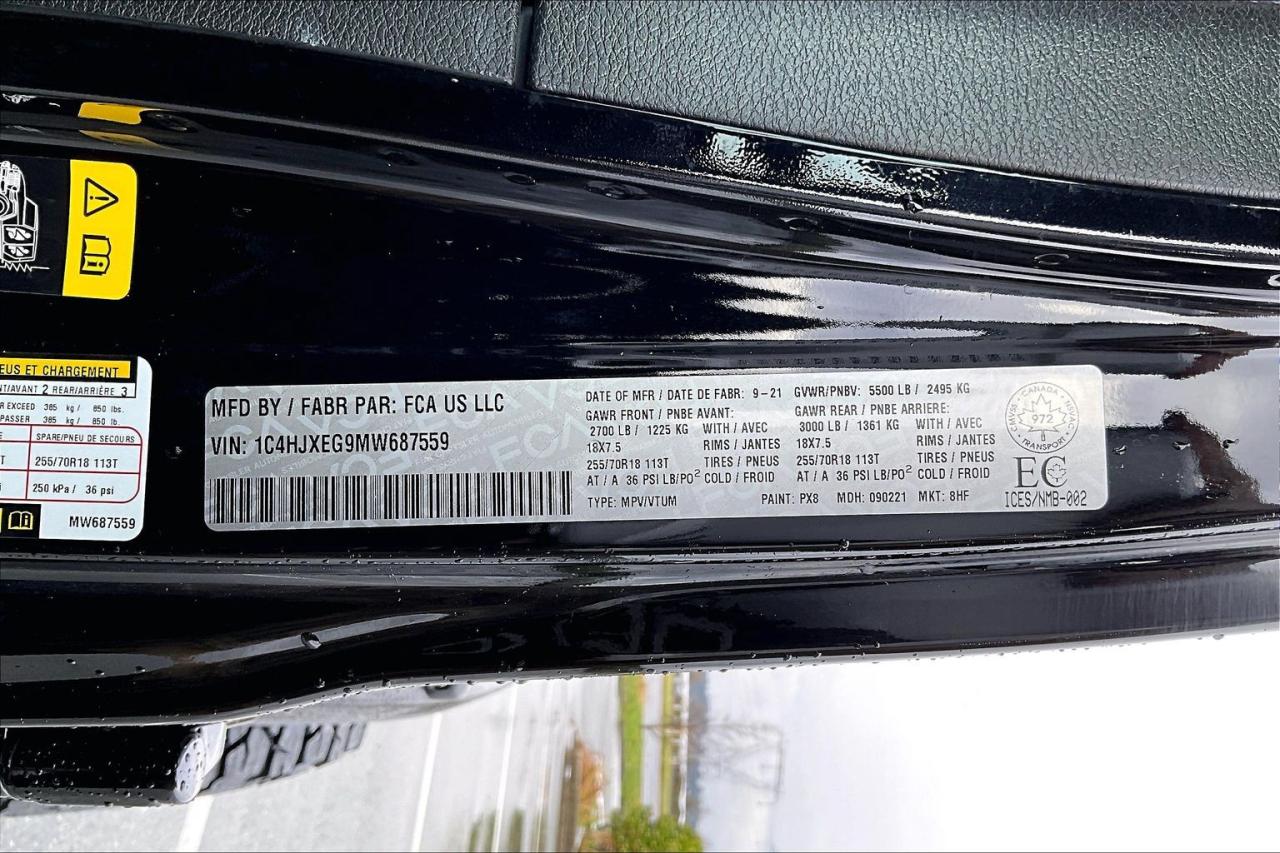 EUS ET CHARGEMENT
NT/AVANT 2 REAR/ARRIÈRE 3
R EXCEED 385 kg / 850 lbs.
PASSER 385 kg / 850 lb.
SPARE/PNEU DE SECOURS
T 255/70R18 113T
i 250 kPa / 36 psi
MW687559
MFD BY / FABR PAR: FCA US LLC
VIN: 1C4HJXEG9MW687559
DATE OF MFR / DATE DE FABR: 9-21 GVWR/PNBV: 5500 LB / 2495 KG
GAWR FRONT / PNBE AVANT: GAWR REAR / PNBE ARRIERE:
2700 LB / 1225 KG WITH / AVEC 3000 LB / 1361 KG WITH / AVEC
18X7.5 RIMS / JANTES 18X7.5 RIMS / JANTES
255/70R18 113T TIRES / PNEUS 255/70R18 113T TIRES / PNEUS
AT / A 36 PSI LB/PO² COLD / FROID AT / A 36 PSI LB/PO² COLD / FROID
TYPE: MPV/VTUM PAINT: PX8 MDH: 090221 MKT: 8HF
CANADA
972
TRANSPORT
CMVSS
NSVAC
EC
ICES/NMB-002